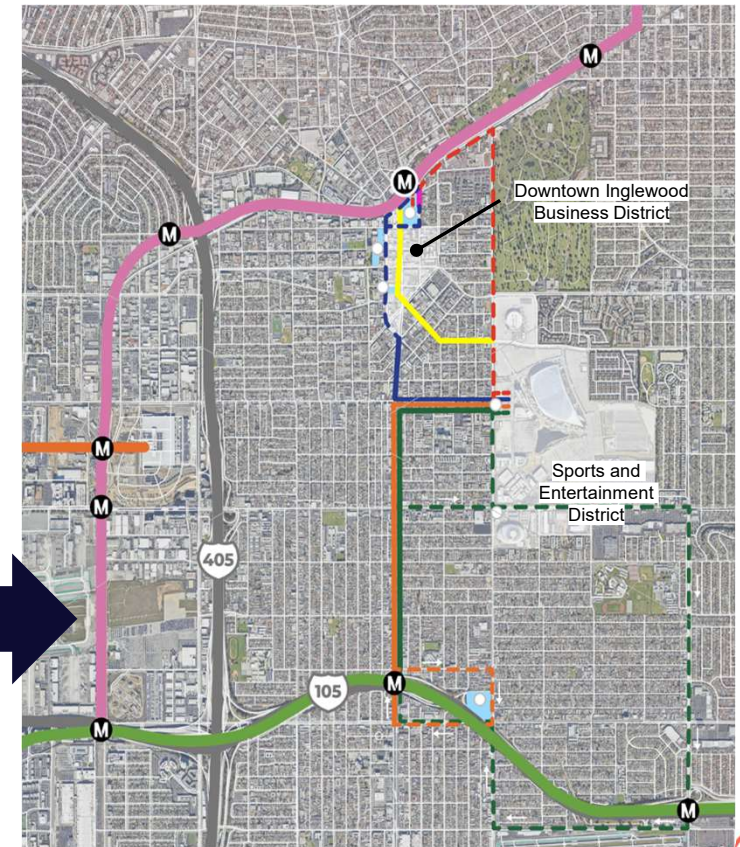 M
M
Downtown Inglewood
Business District
M
M
Sports and
Entertainment
District
M
405
M
105
M
M